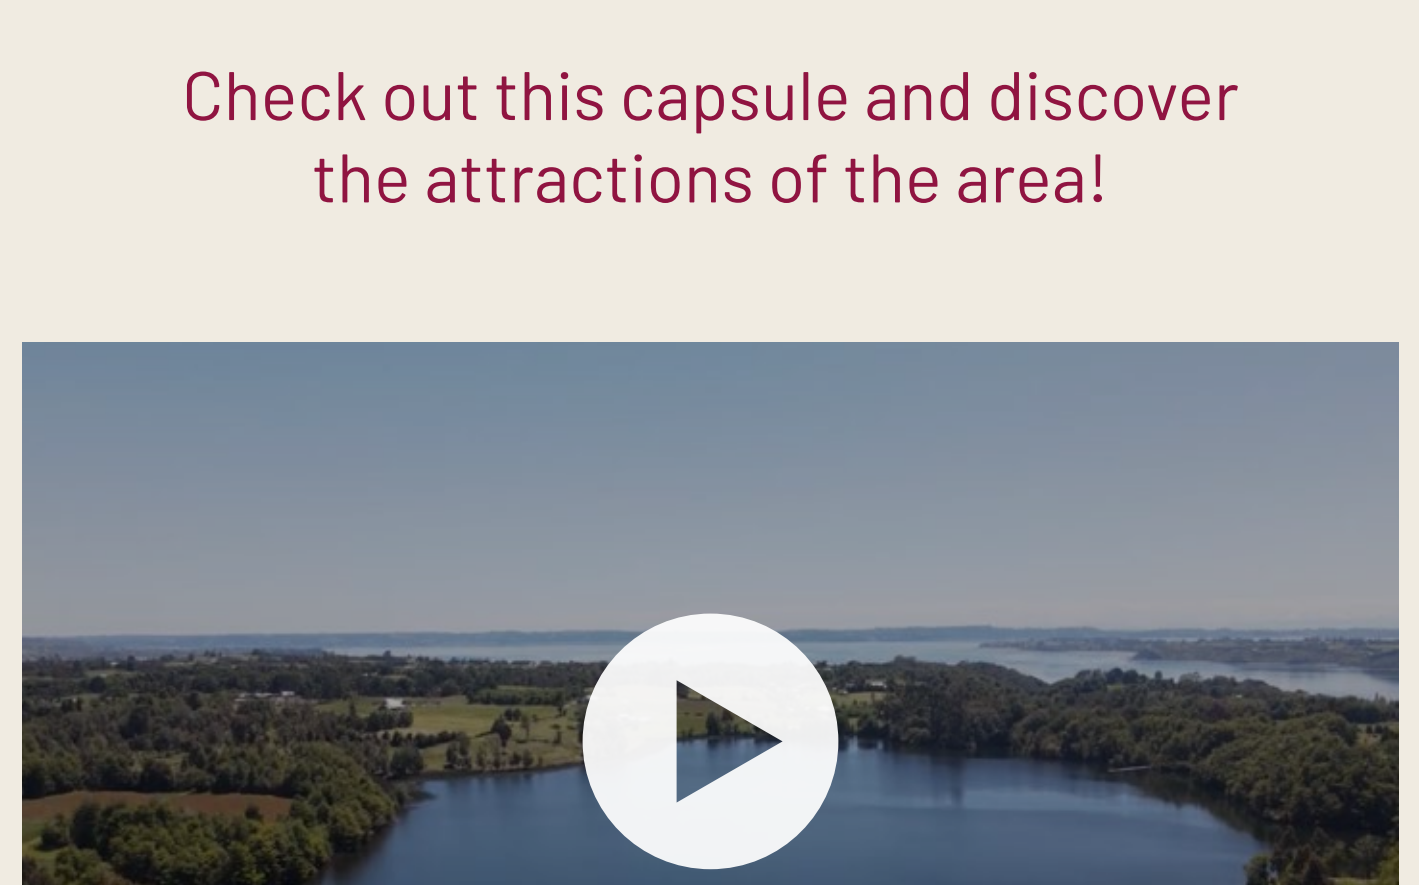 Check out this capsule and discover
the attractions of the area!